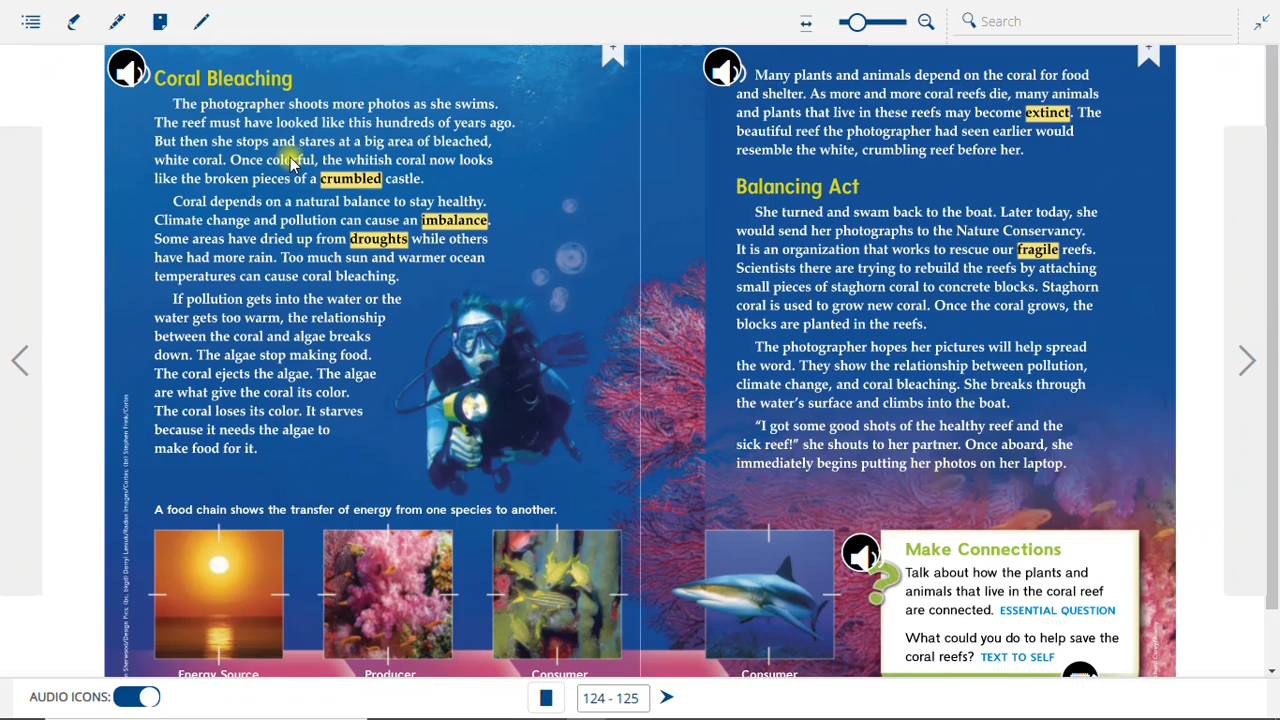 Search
Coral Bleaching
The photographer shoots more photos as she swims.
The reef must have looked like this hundreds of years ago.
But then she stops and stares at a big area of bleached,
white coral. Once colorful, the whitish coral now looks
like the broken pieces of a crumbled castle.
Coral depends on a natural balance to stay healthy.
Climate change and pollution can cause an imbalance.
Some areas have dried up from droughts while others
have had more rain. Too much sun and warmer ocean
temperatures can cause coral bleaching.
If pollution gets into the water or the
water gets too warm, the relationship
between the coral and algae breaks
down. The algae stop making food.
The coral ejects the algae. The algae
are what give the coral its color.
The coral loses its color. It starves
because it needs the algae to
make food for it.
A food chain shows the transfer of energy from one species to another.
Energy Source
Producer
Consumer
Many plants and animals depend on the coral for food
and shelter. As more and more coral reefs die, many animals
and plants that live in these reefs may become extinct. The
beautiful reef the photographer had seen earlier would
resemble the white, crumbling reef before her.
Balancing Act
She turned and swam back to the boat. Later today, she
would send her photographs to the Nature Conservancy.
It is an organization that works to rescue our fragile reefs.
Scientists there are trying to rebuild the reefs by attaching
small pieces of staghorn coral to concrete blocks. Staghorn
coral is used to grow new coral. Once the coral grows, the
blocks are planted in the reefs.
The photographer hopes her pictures will help spread
the word. They show the relationship between pollution,
climate change, and coral bleaching. She breaks through
the water's surface and climbs into the boat.
"I got some good shots of the healthy reef and the
sick reef!" she shouts to her partner. Once aboard, she
immediately begins putting her photos on her laptop.
Consumer
Make Connections
Talk about how the plants and
animals that live in the coral reef
are connected. ESSENTIAL QUESTION
What could you do to help save the
coral reefs? TEXT TO SELF
AUDIO ICONS:
124 - 125